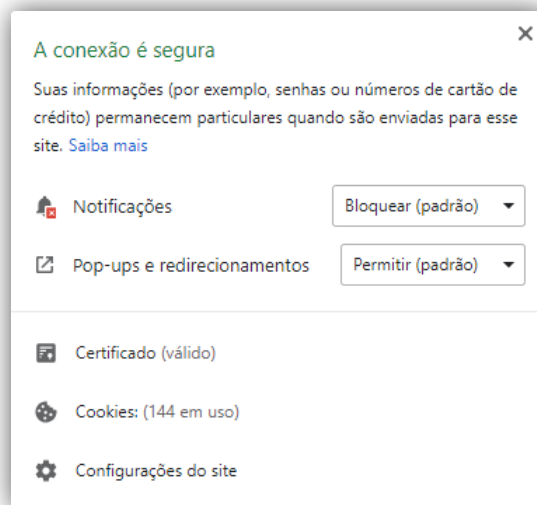 A conexão é segura
Suas informações (por exemplo, senhas ou números de cartão de
crédito) permanecem particulares quando são enviadas para esse
site. Saiba mais
Notificações Bloquear (padrão)
Pop-ups e redirecionamentos Permitir (padrão)
Certificado (válido)
Cookies: (144 em uso)
Configurações do site